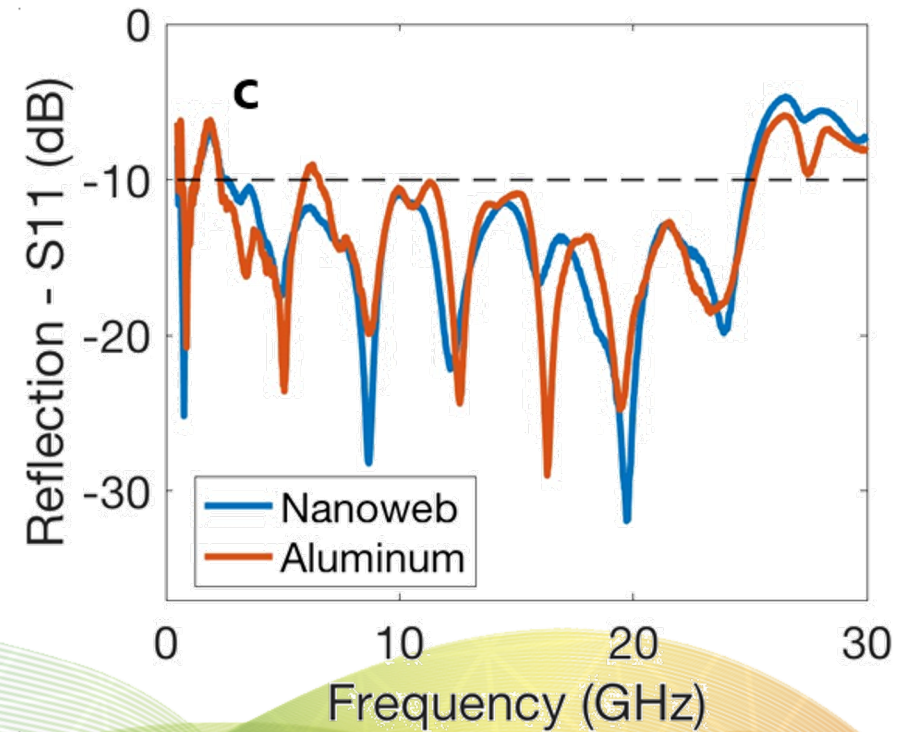 C
Reflection - S11 (dB)
0
-10
-20
-30
Nanoweb
Aluminum
0 10 20 30
Frequency (GHz)